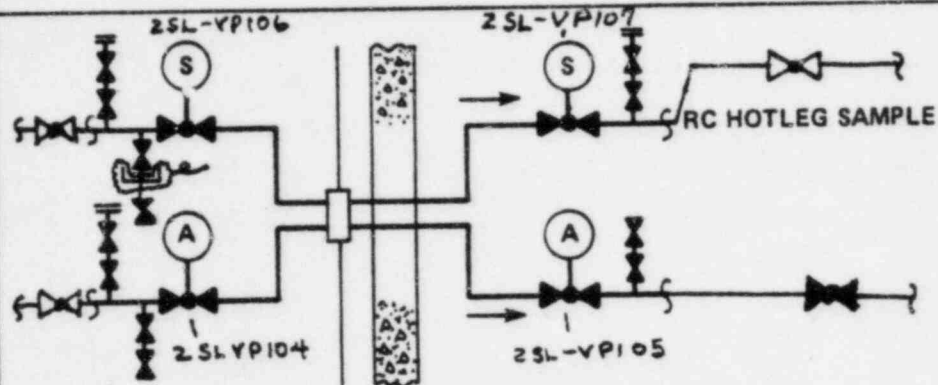 2SL-VP106
2SL-VP107
S
S
RC HOTLEG SAMPLE
A
A
2SLVP104
2SL-VP105